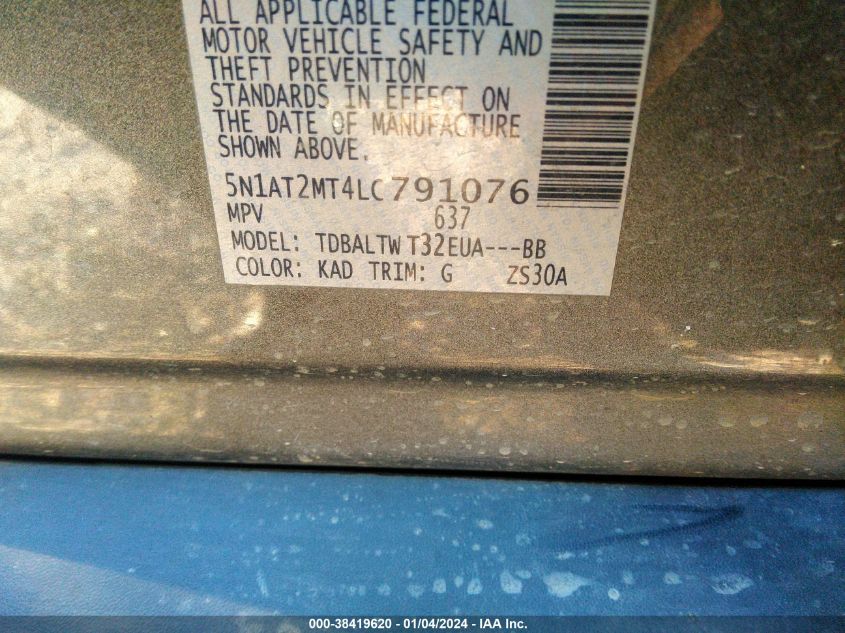 ALL APPLICABLE FEDERAL
MOTOR VEHICLE SAFETY AND
THEFT PREVENTION
STANDARDS IN EFFECT ON
THE DATE OF MANUFACTURE
SHOWN ABOVE.
5N1AT2MT4LC791076
MPV 637
MODEL: TDBALTW T32EUA---BB
COLOR: KAD TRIM: G ZS30A
000-38419620 - 01/04/2024 - IAA Inc.